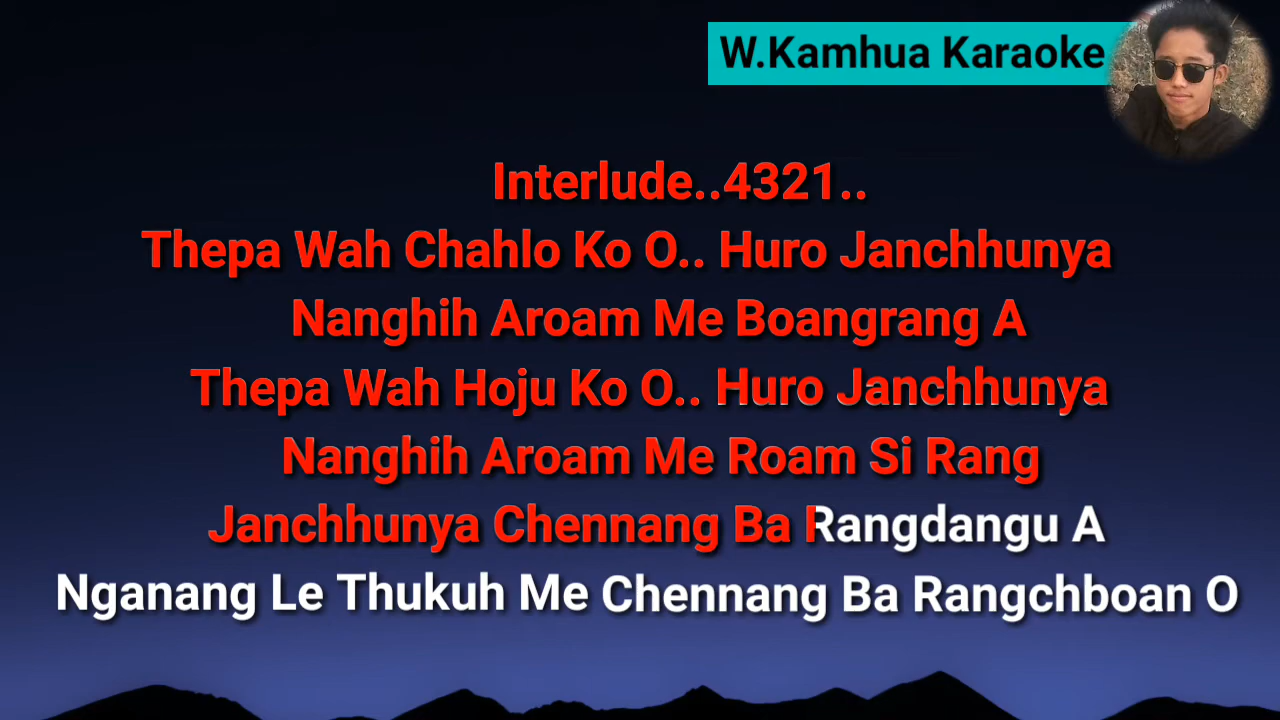 W.Kamhua Karaoke
Interlude..4321..
Thepa Wah Chahlo Ko O.. Huro Janchhunya
Nanghih Aroam Me Boangrang A
Thepa Wah Hoju Ko O.. Huro Janchhunya
Nanghih Aroam Me Roam Si Rang
Janchhunya Chennang Ba Rangdangu A
Nganang Le Thukuh Me Chennang Ba Rangchboan O